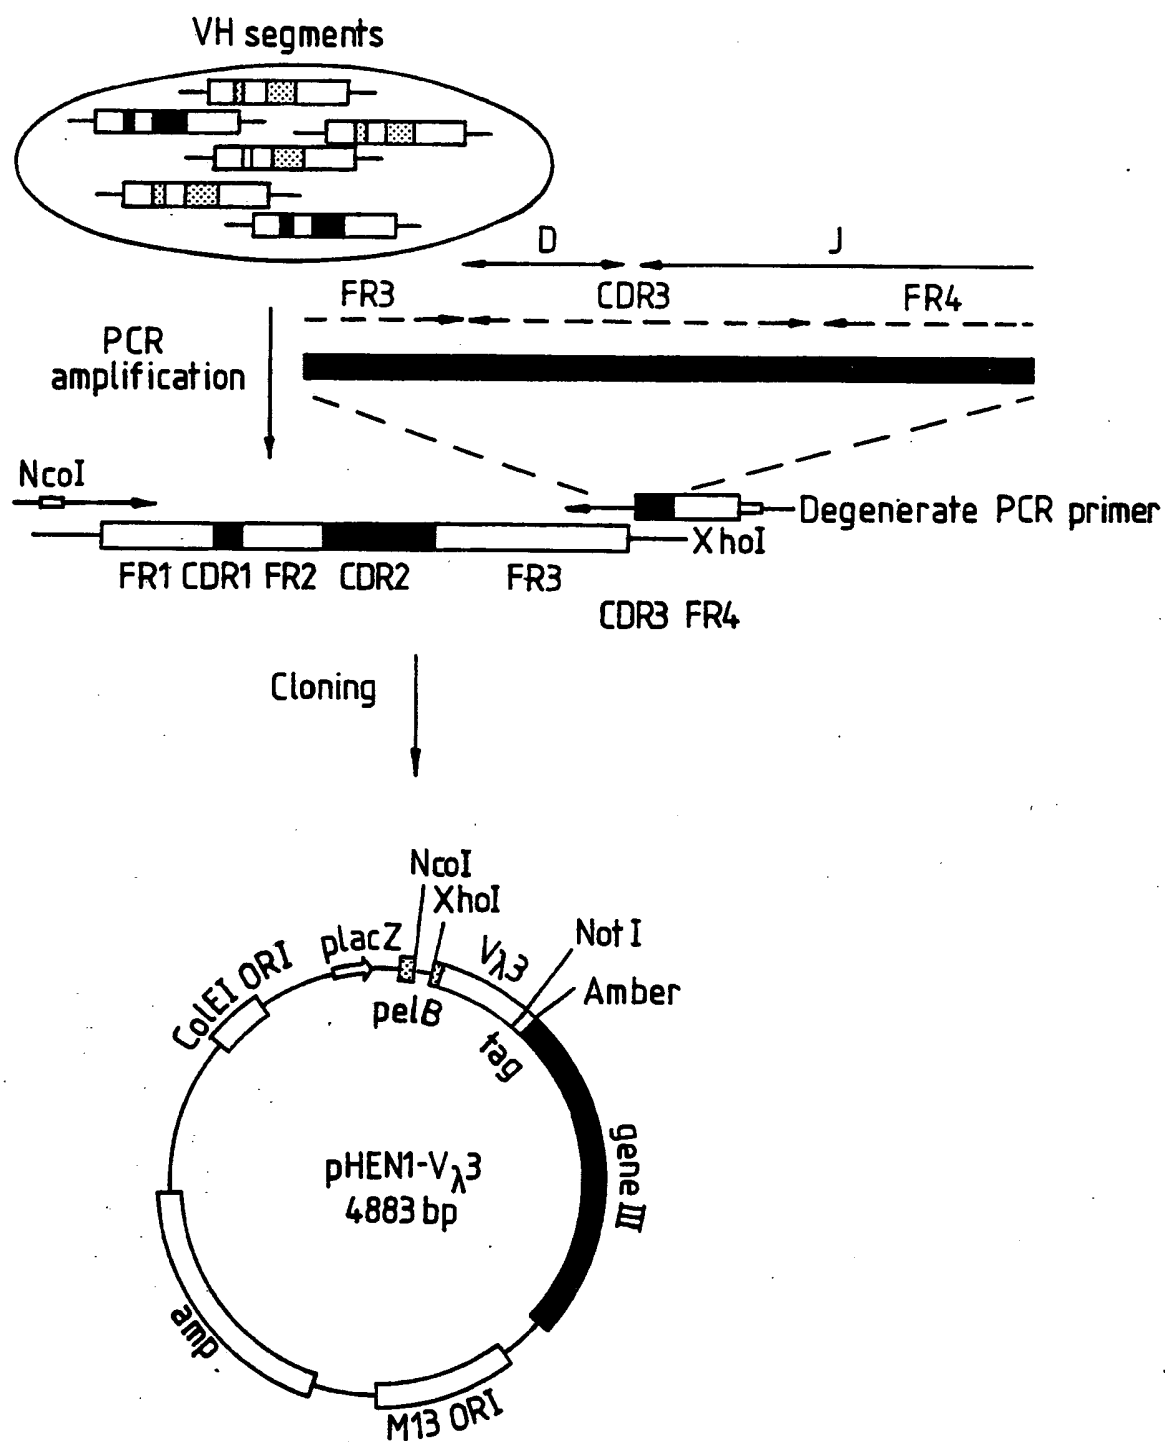 VH segments
D
J
FR3
CDR3
FR4
PCR
amplification
NcoI
Degenerate PCR primer
XhoI
FR1 CDR1 FR2 CDR2 FR3
CDR3 FR4
Cloning
NcoI
XhoI
placZ
Vλ3
Not I
ColEI ORI
pelB
Amber
tag
pHEN1-Vλ3
4883 bp
gene III
amp
M13 ORI